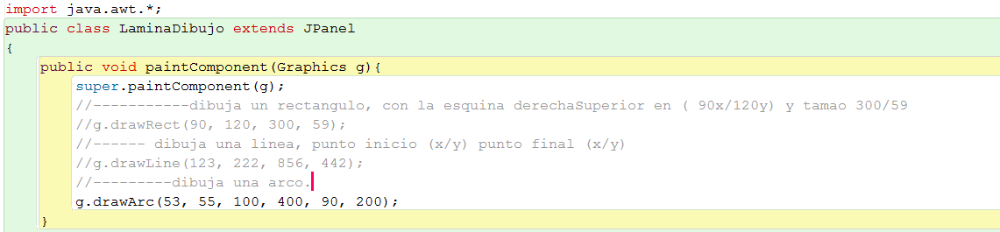 import java.awt.*;
public class LaminaDibujo extends JPanel
{
public void paintComponent(Graphics g){
super.paintComponent(g);
//-----------dibuja un rectangulo, con la esquina derechaSuperior en ( 90x/120y) y tamao 300/59
//g.drawRect(90, 120, 300, 59);
//------ dibuja una linea, punto inicio (x/y) punto final (x/y)
//g.drawLine(123, 222, 856, 442);
//---------dibuja una arco.
g.drawArc(53, 55, 100, 400, 90, 200);
}